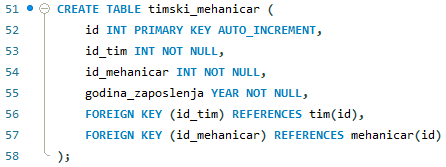 51 CREATE TABLE timski_mehanicar (
52 id INT PRIMARY KEY AUTO_INCREMENT,
53 id_tim INT NOT NULL,
54 id_mehanicar INT NOT NULL,
55 godina_zaposlenja YEAR NOT NULL,
56 FOREIGN KEY (id_tim) REFERENCES tim(id),
57 FOREIGN KEY (id_mehanicar) REFERENCES mehanicar(id)
58 );